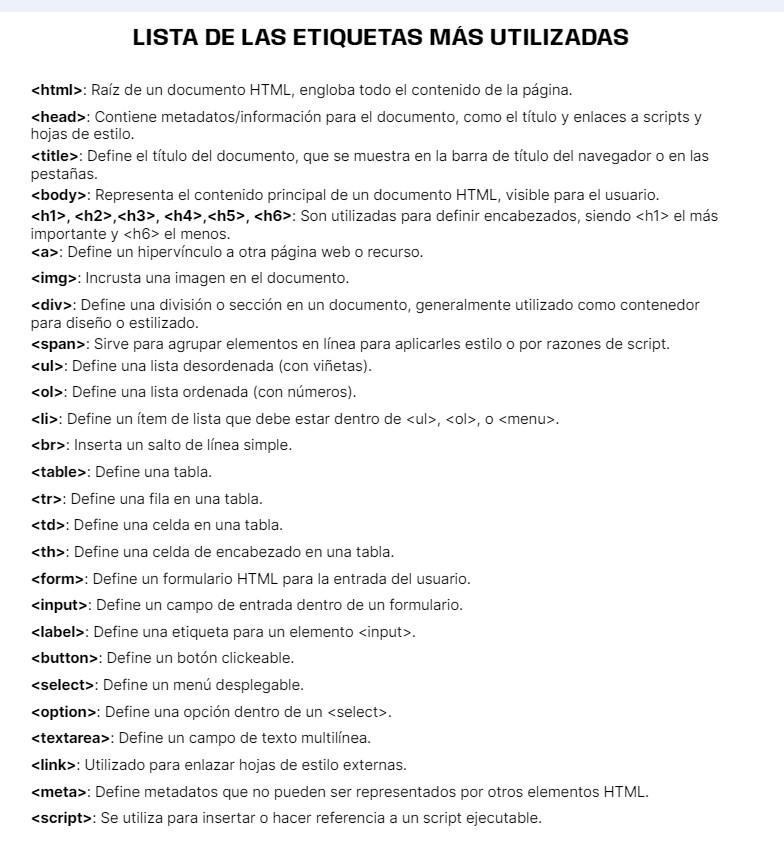 LISTA DE LAS ETIQUETAS MÁS UTILIZADAS
<html>: Raíz de un documento HTML, engloba todo el contenido de la página.
<head>: Contiene metadatos/información para el documento, como el título y enlaces a scripts y
hojas de estilo.
<title>: Define el título del documento, que se muestra en la barra de título del navegador o en las
pestañas.
<body>: Representa el contenido principal de un documento HTML, visible para el usuario.
<h1>, <h2>,<h3>, <h4>,<h5>, <h6>: Son utilizadas para definir encabezados, siendo <h1> el más
importante y <h6> el menos.
<a>: Define un hipervínculo a otra página web o recurso.
<img>: Incrusta una imagen en el documento.
<div>: Define una división o sección en un documento, generalmente utilizado como contenedor
para diseño o estilizado.
<span>: Sirve para agrupar elementos en línea para aplicarles estilo o por razones de script.
<ul>: Define una lista desordenada (con viñetas).
<ol>: Define una lista ordenada (con números).
<li>: Define un ítem de lista que debe estar dentro de <ul>, <ol>, o <menu>.
<br>: Inserta un salto de línea simple.
<table>: Define una tabla.
<tr>: Define una fila en una tabla.
<td>: Define una celda en una tabla.
<th>: Define una celda de encabezado en una tabla.
<form>: Define un formulario HTML para la entrada del usuario.
<input>: Define un campo de entrada dentro de un formulario.
<label>: Define una etiqueta para un elemento <input>.
<button>: Define un botón clickeable.
<select>: Define un menú desplegable.
<option>: Define una opción dentro de un <select>.
<textarea>: Define un campo de texto multilínea.
<link>: Utilizado para enlazar hojas de estilo externas.
<meta>: Define metadatos que no pueden ser representados por otros elementos HTML.
<script>: Se utiliza para insertar o hacer referencia a un script ejecutable.